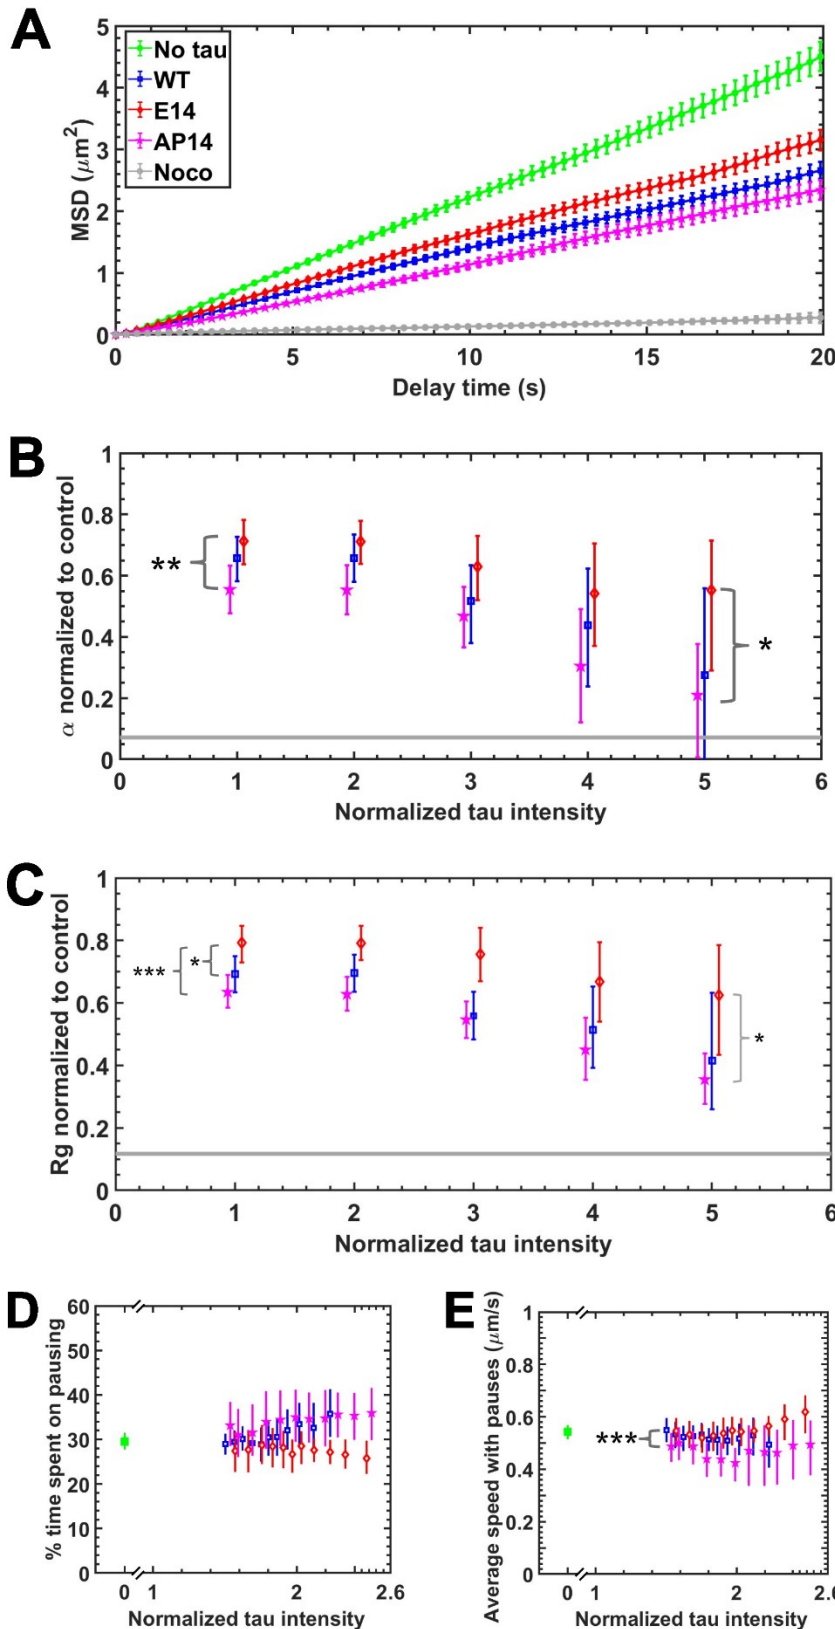 A
5
4
3
2
1
0
MSD (μm²)
No tau
WT
E14
AP14
Noco
0 5 10 15 20
Delay time (s)
B
1
0.8
0.6
0.4
0.2
0
α normalized to control
**
*
0 1 2 3 4 5 6
Normalized tau intensity
C
1
0.8
0.6
0.4
0.2
0
Rg normalized to control
***
*
*
0 1 2 3 4 5 6
Normalized tau intensity
D
60
50
40
30
20
10
0
% time spent on pausing
0 1 2 2.6
Normalized tau intensity
E
1
0.8
0.6
0.4
0.2
0
Average speed with pauses (μm/s)
***
0 1 2 2.6
Normalized tau intensity